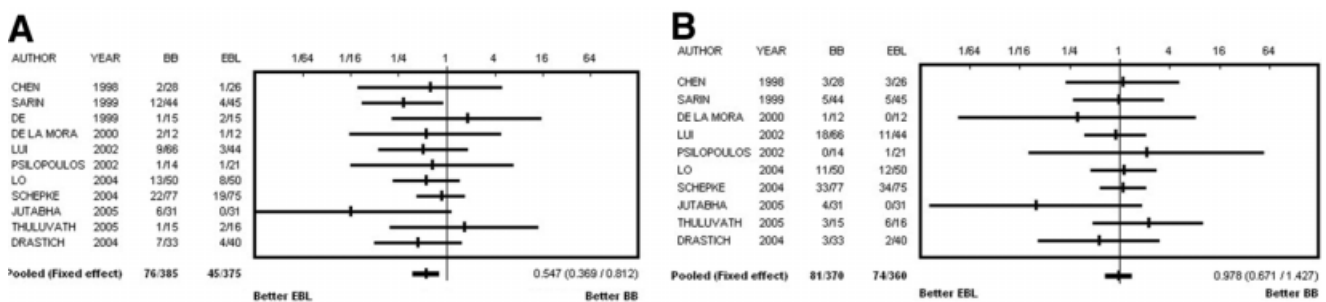 A
AUTHOR YEAR BB EBL 1/64 1/16 1/4 1 4 16 64
CHEN 1998 2/28 1/26
SARIN 1999 12/44 4/45
DE 1999 1/15 2/15
DE LA MORA 2000 2/12 1/12
LUI 2002 9/66 3/44
PSILOPOULOS 2002 1/14 1/21
LO 2004 13/50 8/50
SCHEPKE 2004 22/77 19/75
JUTABHA 2005 6/31 0/31
THULUVATH 2005 1/15 2/16
DRASTICH 2004 7/33 4/40
Pooled (Fixed effect) 76/385 45/375 0.547 (0.369 / 0.812)
Better EBL Better BB
B
AUTHOR YEAR BB EBL 1/64 1/16 1/4 1 4 16 64
CHEN 1998 3/28 3/26
SARIN 1999 5/44 5/45
DE LA MORA 2000 1/12 0/12
LUI 2002 18/66 11/44
PSILOPOULOS 2002 0/14 1/21
LO 2004 11/50 12/50
SCHEPKE 2004 33/77 34/75
JUTABHA 2005 4/31 0/31
THULUVATH 2005 3/15 6/16
DRASTICH 2004 3/33 2/40
Pooled (Fixed effect) 81/370 74/360 0.978 (0.671 / 1.427)
Better EBL Better BB